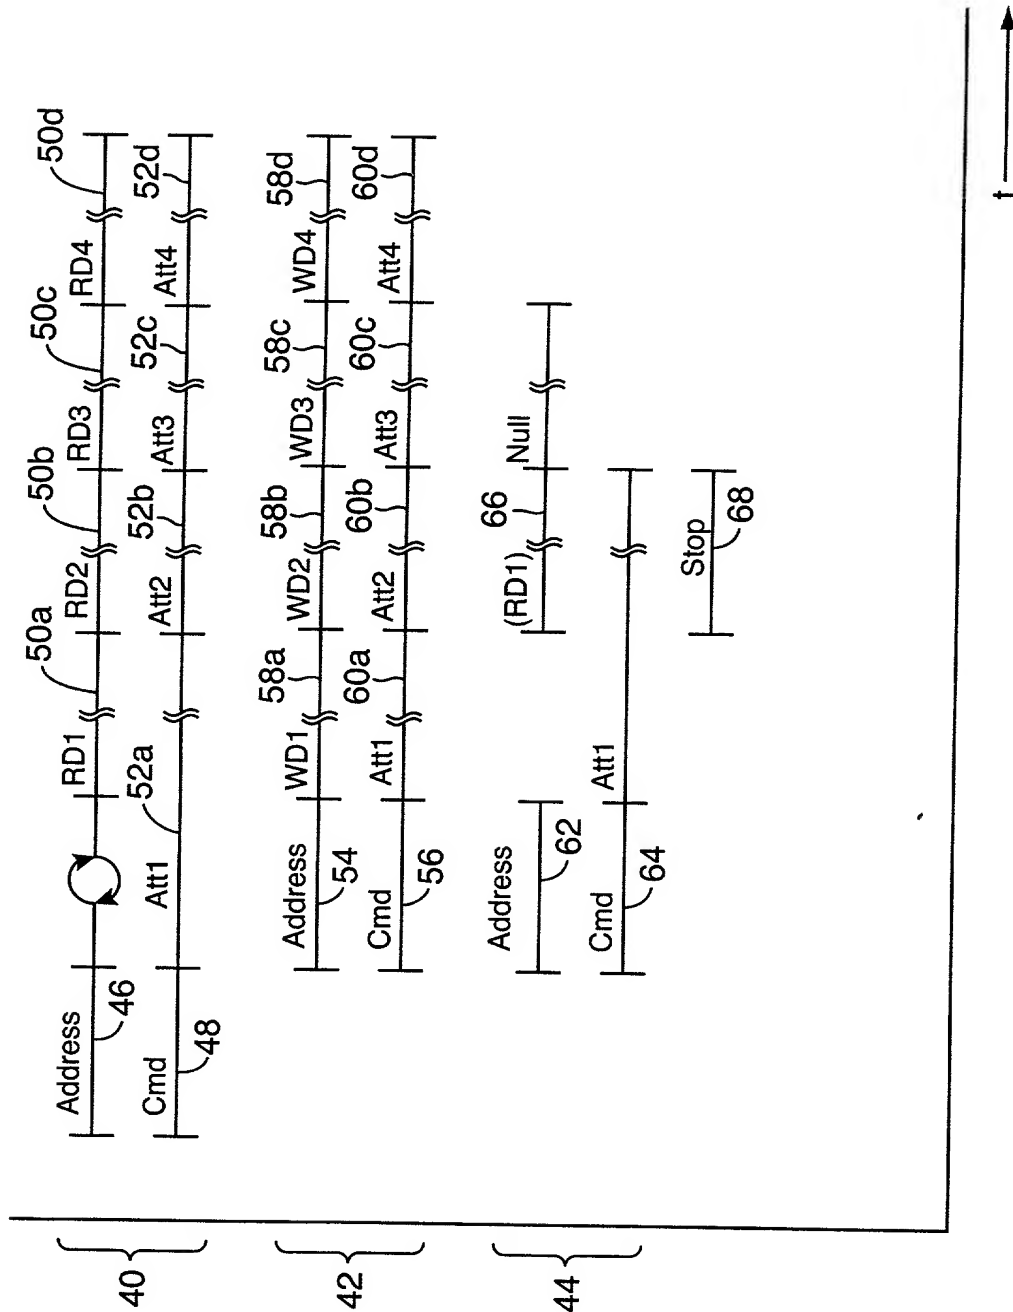 50a 50b 50c 50d
Address RD1 RD2 RD3 RD4
46 52a 52b 52c 52d
40
Cmd Att1 Att2 Att3 Att4
48
58a 58b 58c 58d
Address WD1 WD2 WD3 WD4
54 60a 60b 60c 60d
42
Cmd Att1 Att2 Att3 Att4
56
66
Address (RD1) Null
62
44
Cmd Att1
64
Stop
68
t